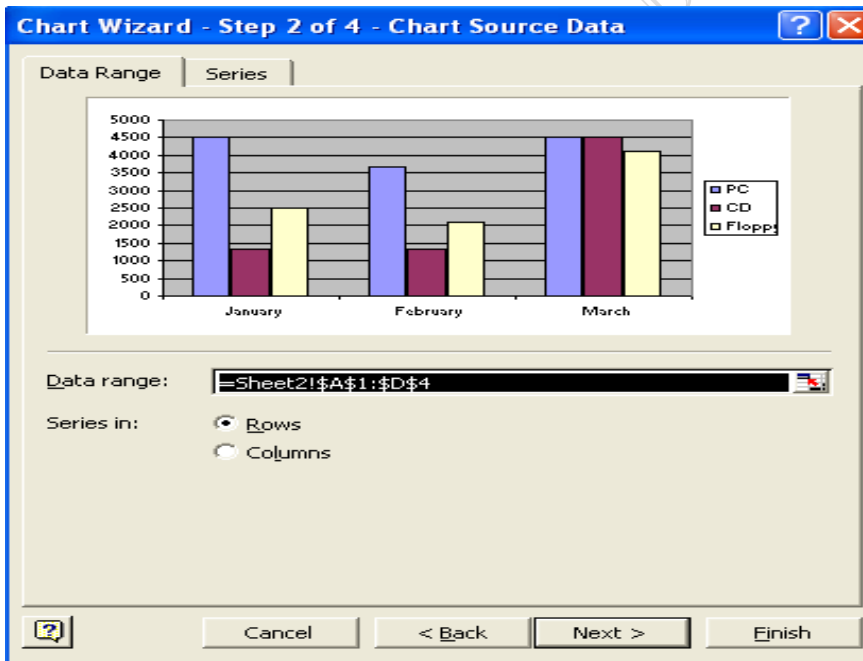 Chart Wizard - Step 2 of 4 - Chart Source Data
Data Range
Series
5000
4500
4000
3500
3000
2500
2000
1500
1000
500
0
January
February
March
PC
CD
Floppy
Data range:
=Sheet2!$A$1:$D$4
Series in:
Rows
Columns
Cancel
< Back
Next >
Finish